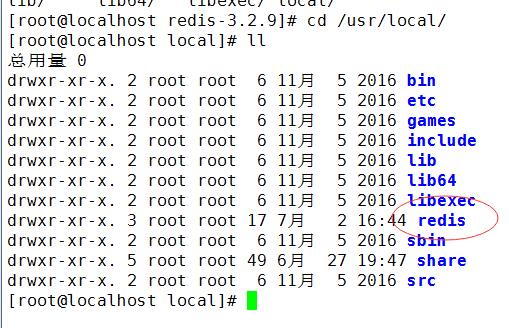 lib/     lib64/   libexec/ local/
[root@localhost redis-3.2.9]# cd /usr/local/
[root@localhost local]# ll
总用量 0
drwxr-xr-x. 2 root root  6 11月  5 2016 bin
drwxr-xr-x. 2 root root  6 11月  5 2016 etc
drwxr-xr-x. 2 root root  6 11月  5 2016 games
drwxr-xr-x. 2 root root  6 11月  5 2016 include
drwxr-xr-x. 2 root root  6 11月  5 2016 lib
drwxr-xr-x. 2 root root  6 11月  5 2016 lib64
drwxr-xr-x. 2 root root  6 11月  5 2016 libexec
drwxr-xr-x. 3 root root 17 7月   2 16:44 redis
drwxr-xr-x. 2 root root  6 11月  5 2016 sbin
drwxr-xr-x. 5 root root 49 6月  27 19:47 share
drwxr-xr-x. 2 root root  6 11月  5 2016 src
[root@localhost local]#